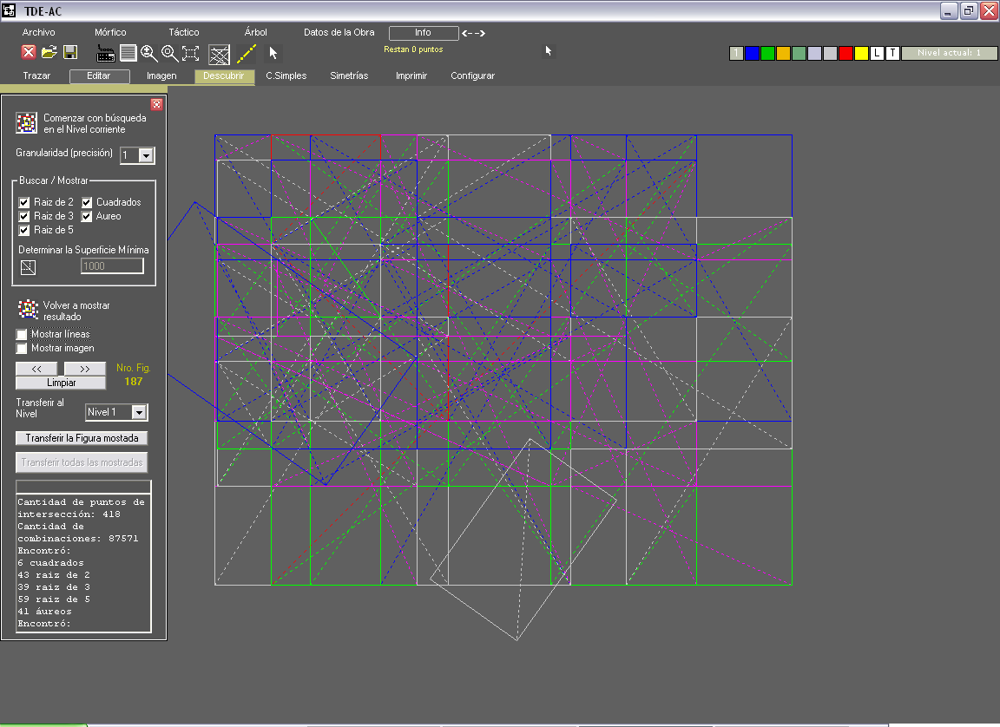 TDE-AC
Archivo Mórfico Táctico Árbol Datos de la Obra Info <-->
Restan 0 puntos
1 L T Nivel actual: 1
Trazar Editar Imagen Descubrir C.Simples Simetrías Imprimir Configurar
Comenzar con búsqueda
en el Nivel corriente
Granularidad (precisión) 1
Buscar / Mostrar
Raiz de 2 Cuadrados
Raiz de 3 Aureo
Raiz de 5
Determinar la Superficie Mínima
1000
Volver a mostrar
resultado
Mostrar líneas
Mostrar imagen
<< >> Nro. Fig.
Limpiar 187
Transferir al
Nivel Nivel 1
Transferir la Figura mostada
Transferir todas las mostradas
Cantidad de puntos de
intersección: 418
Cantidad de
combinaciones: 87571
Encontró:
6 cuadrados
43 raiz de 2
39 raiz de 3
59 raiz de 5
41 áureos
Encontró: